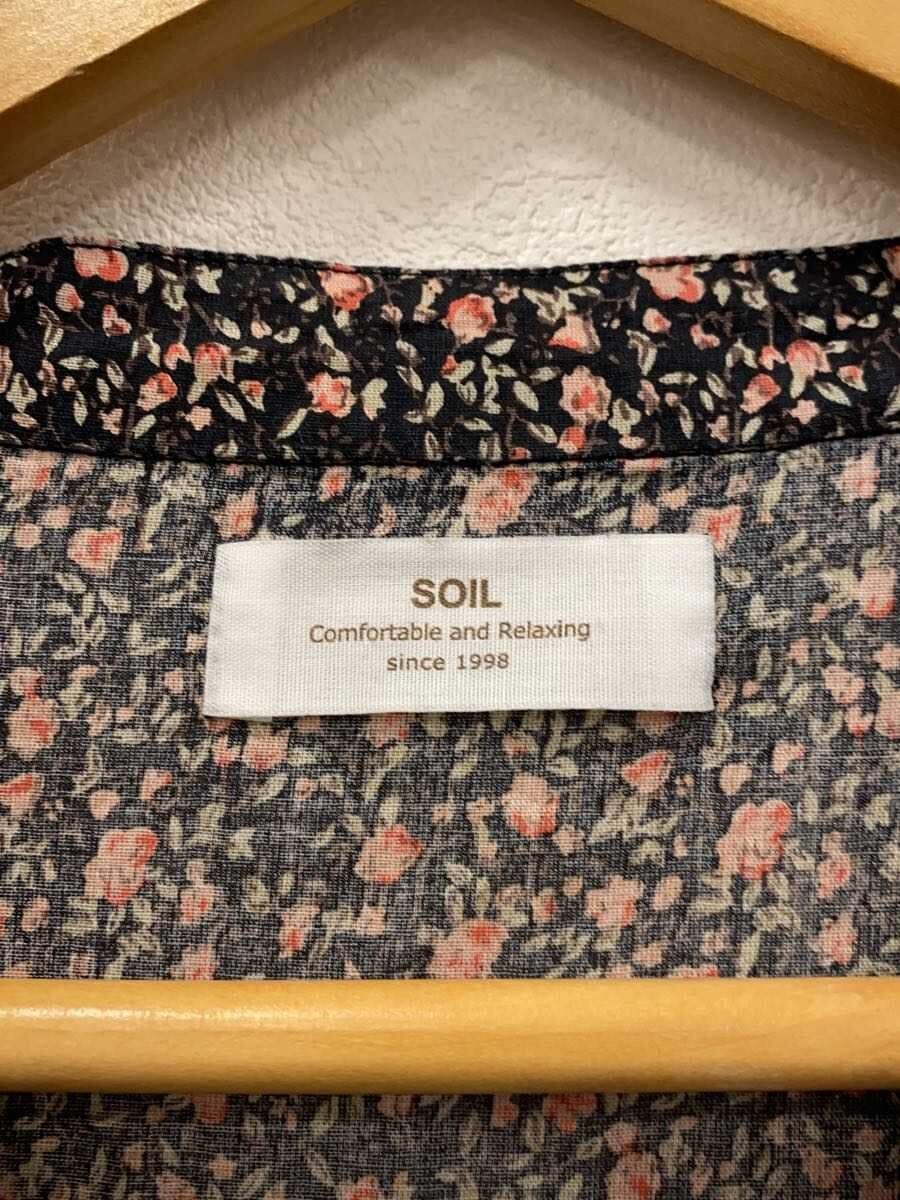 SOIL
Comfortable and Relaxing
since 1998